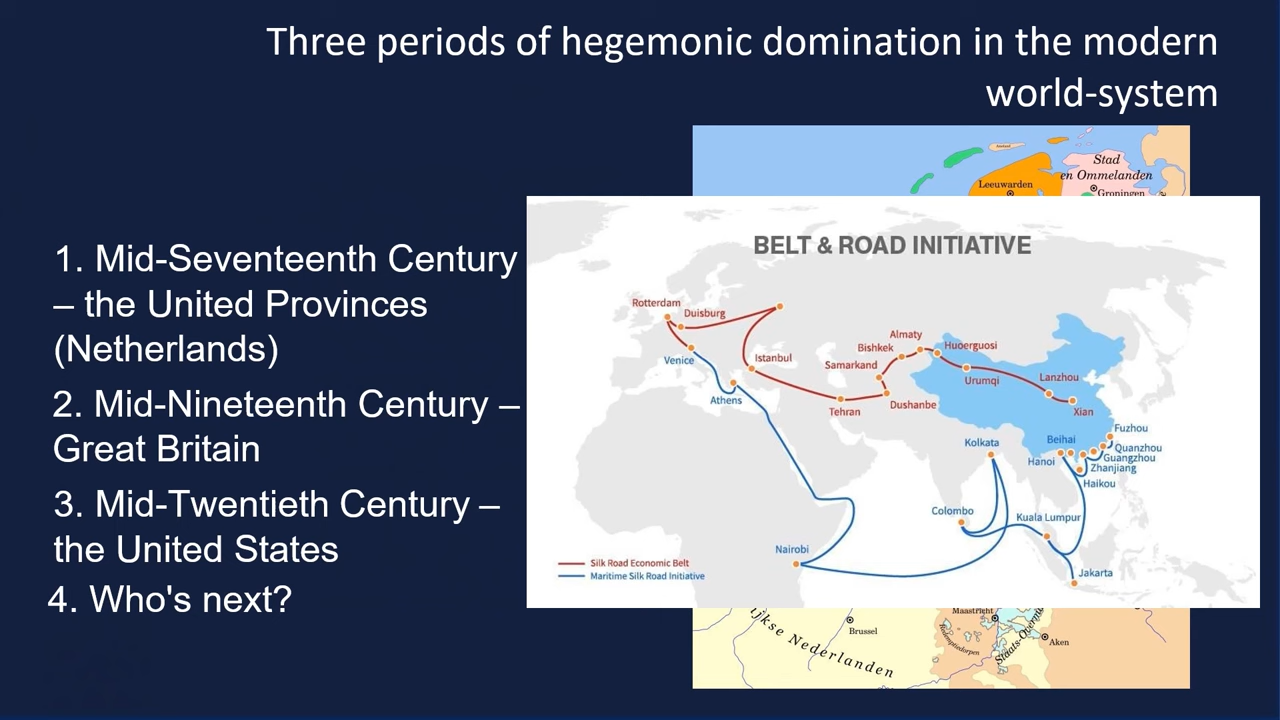 Three periods of hegemonic domination in the modern
world-system
Stad
en Ommelanden
Leeuwarden
Groningen
1. Mid-Seventeenth Century
– the United Provinces
(Netherlands)
2. Mid-Nineteenth Century –
Great Britain
3. Mid-Twentieth Century –
the United States
4. Who's next?
BELT & ROAD INITIATIVE
Rotterdam
Duisburg
Venice
Istanbul
Athens
Almaty
Bishkek
Huoerguosi
Samarkand
Urumqi
Lanzhou
Tehran
Dushanbe
Xian
Fuzhou
Kolkata
Beihai
Quanzhou
Hanoi
Guangzhou
Zhanjiang
Haikou
Colombo
Kuala Lumpur
Nairobi
Jakarta
Silk Road Economic Belt
Maritime Silk Road Initiative
Maastricht
Brussel
Aken
Nederlanden